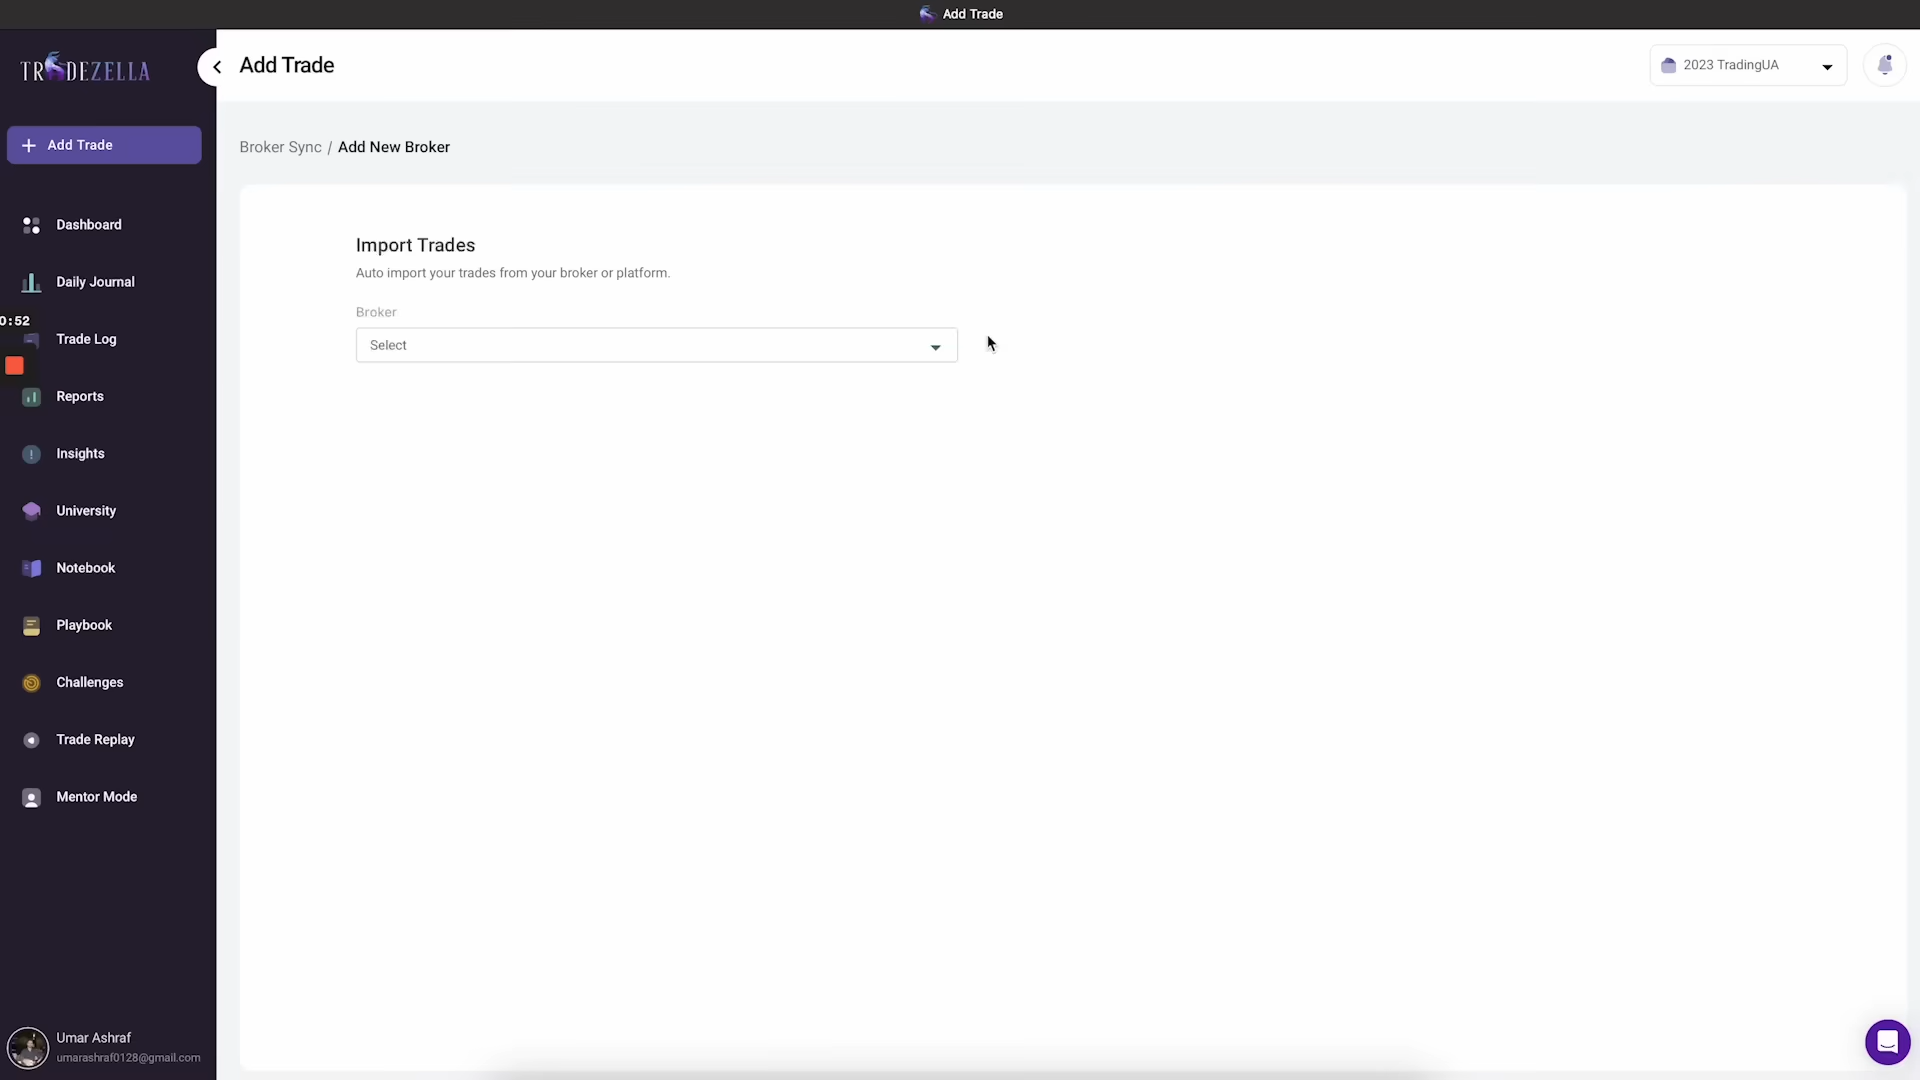 Add Trade
TRADEZELLA
Add Trade
2023 TradingUA
Add Trade
Broker Sync / Add New Broker
Dashboard
Import Trades
Auto import your trades from your broker or platform.
Daily Journal
Broker
0:52
Trade Log
Select
Reports
Insights
University
Notebook
Playbook
Challenges
Trade Replay
Mentor Mode
Umar Ashraf
umarashraf0128@gmail.com